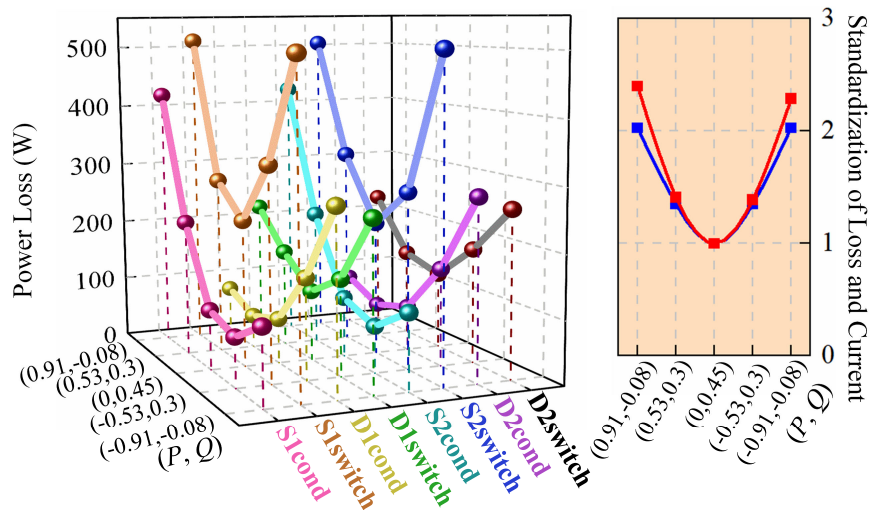 Power Loss (W)
500
400
300
200
100
0
(0.91,-0.08)
(0.53,0.3)
(0,0.45)
(-0.53,0.3)
(-0.91,-0.08)
(P, Q)
S1cond
S1switch
D1cond
D1switch
S2cond
S2switch
D2cond
D2switch
3
2
1
0
Standardization of Loss and Current
(0.91,-0.08)
(0.53,0.3)
(0,0.45)
(-0.53,0.3)
(-0.91,-0.08)
(P, Q)